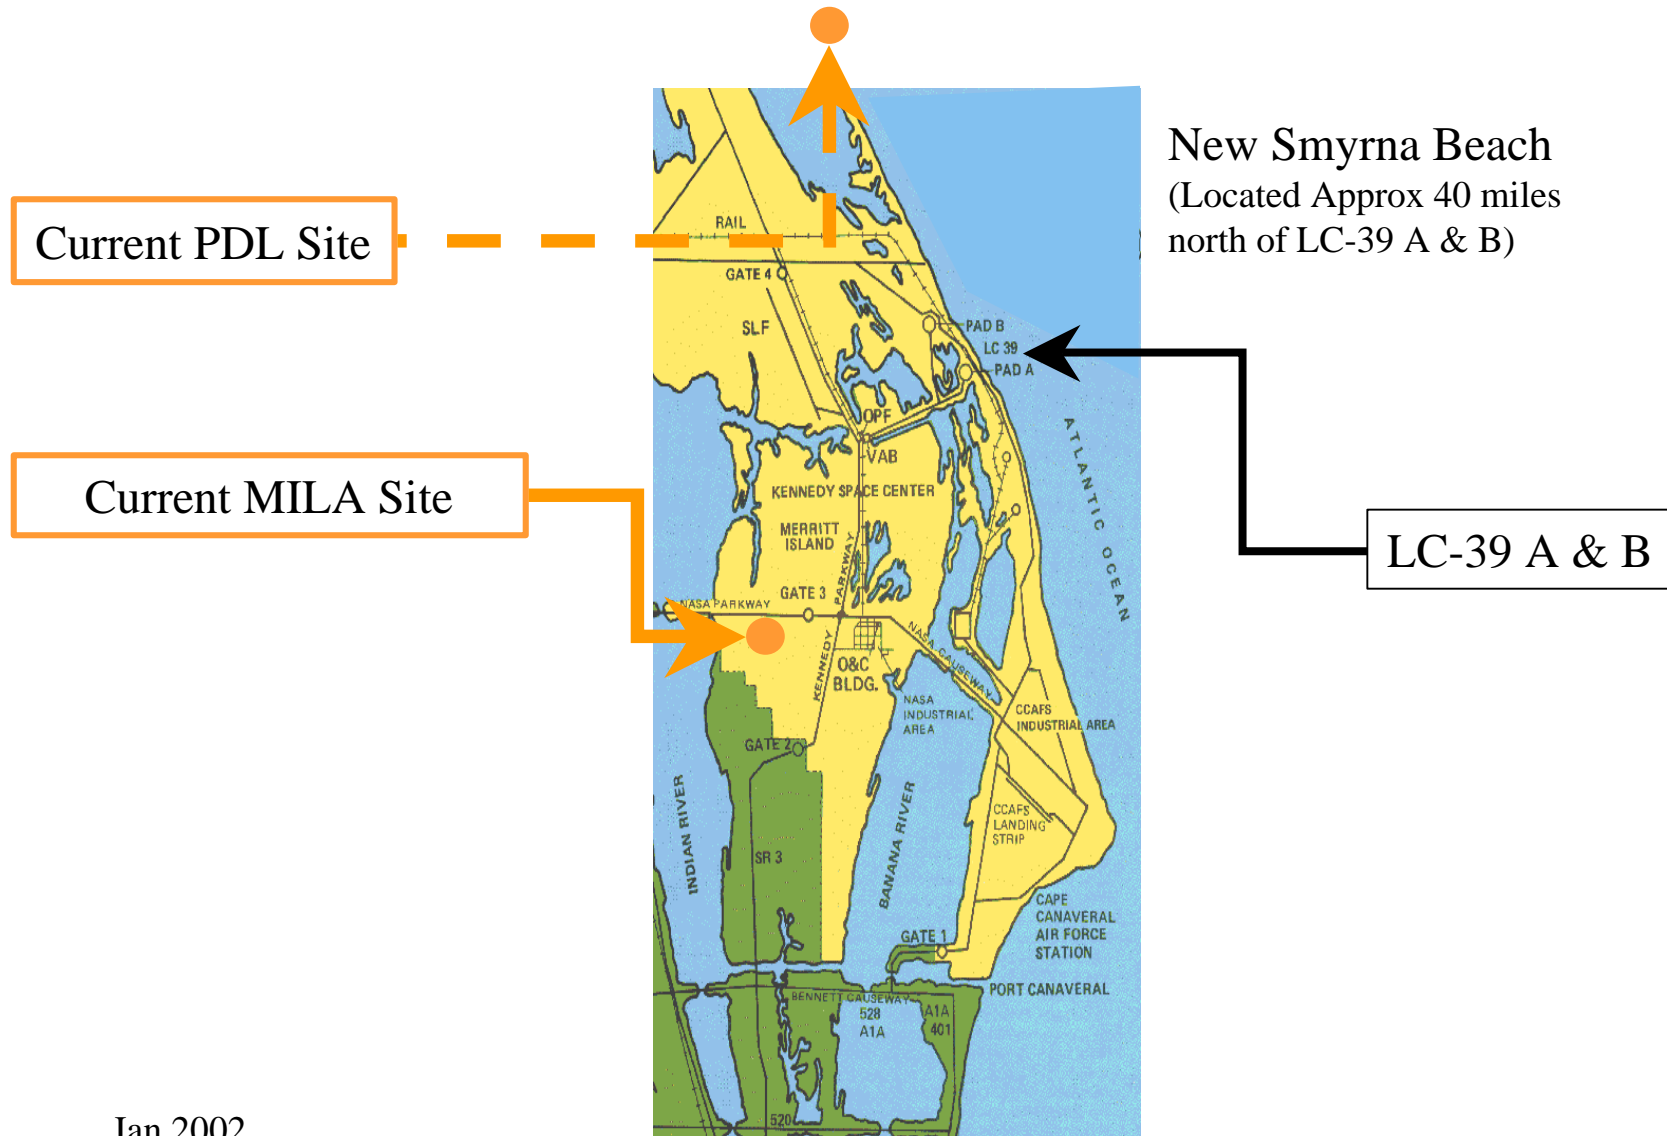 New Smyrna Beach
(Located Approx 40 miles
north of LC-39 A & B)
Current PDL Site
RAIL
GATE 4
SLF
PAD B
LC 39
PAD A
OPF
VAB
ATLANTIC OCEAN
Current MILA Site
KENNEDY SPACE CENTER
MERRITT
ISLAND
LC-39 A & B
KENNEDY PARKWAY
GATE 3
NASA PARKWAY
NASA CAUSEWAY
O&C
BLDG.
NASA
INDUSTRIAL
AREA
CCAFS
INDUSTRIAL AREA
GATE 2
INDIAN RIVER
BANANA RIVER
CCAFS
LANDING
STRIP
SR 3
CAPE
CANAVERAL
AIR FORCE
STATION
GATE 1
PORT CANAVERAL
BENNETT CAUSEWAY
528
A1A
A1A
401
520
Jan 2002